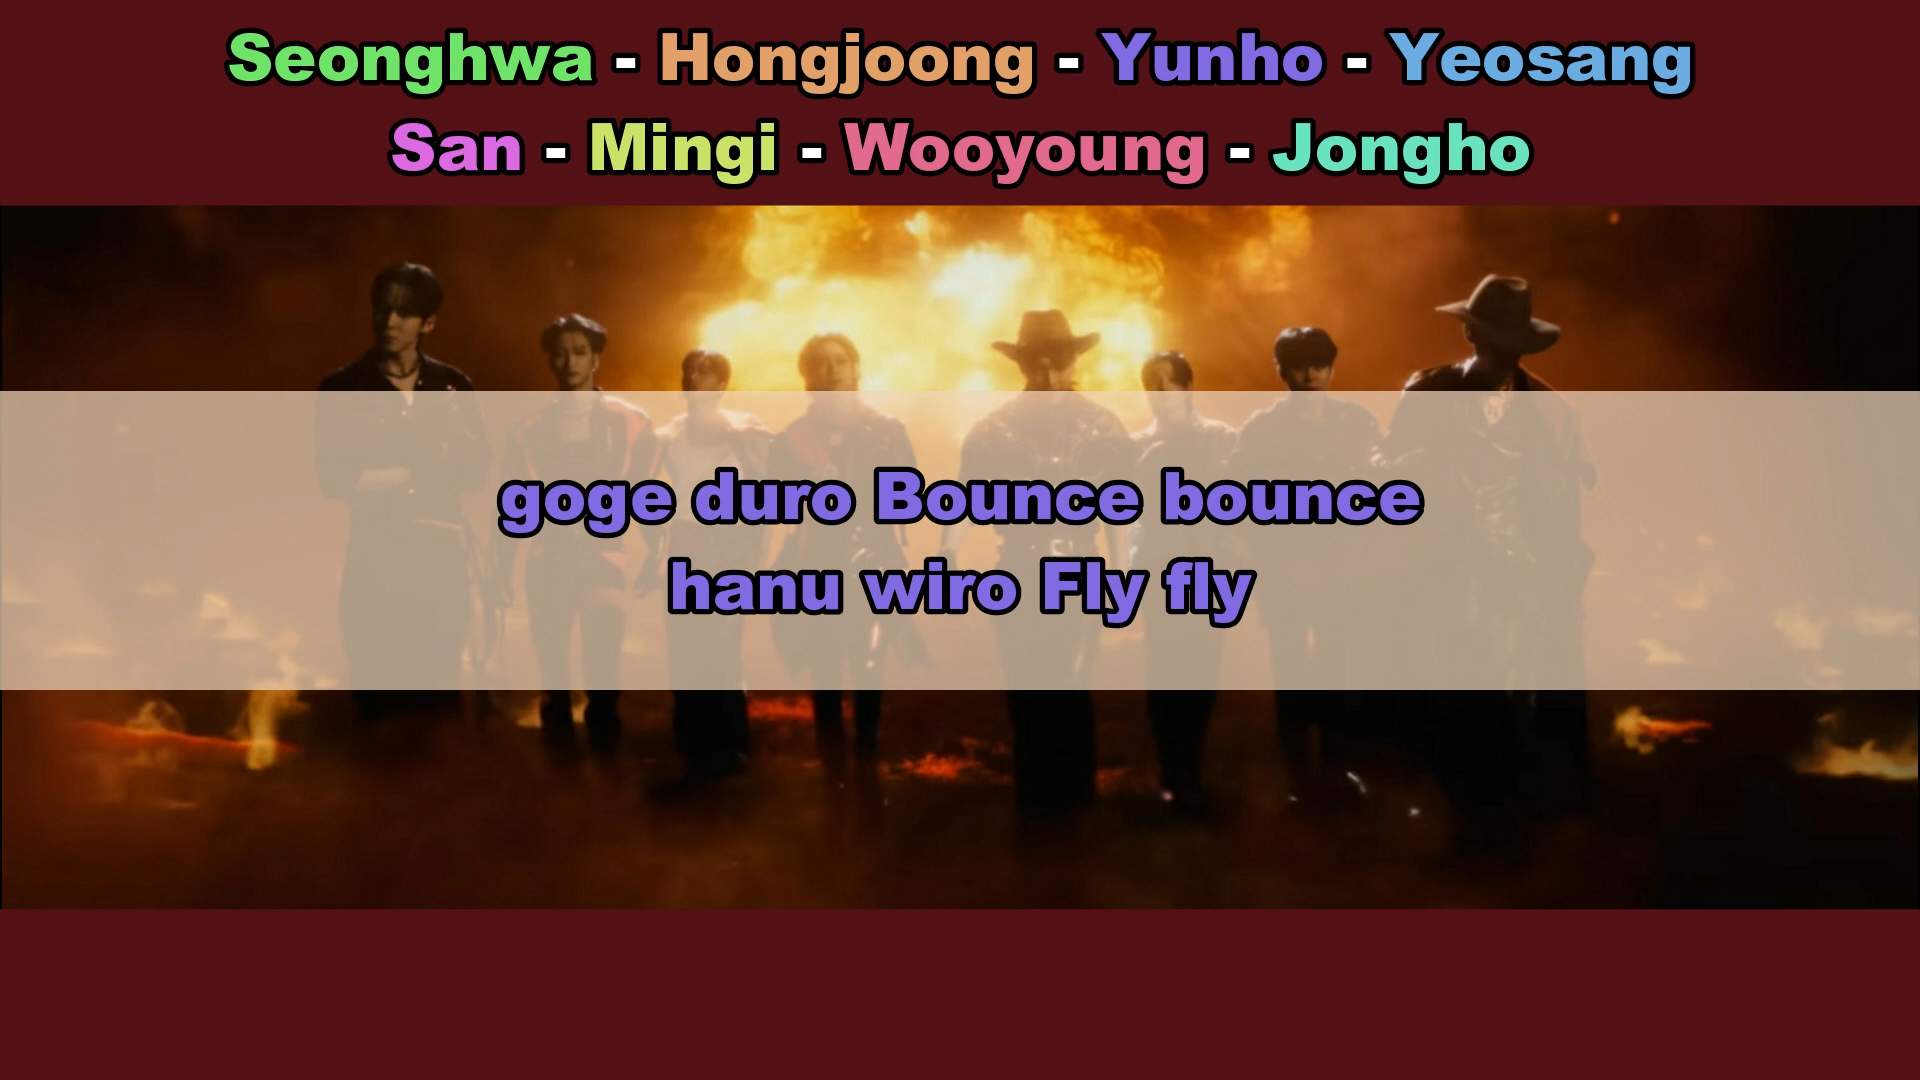 Seonghwa - Hongjoong - Yunho - Yeosang
San - Mingi - Wooyoung - Jongho
goge duro Bounce bounce
hanu wiro Fly fly